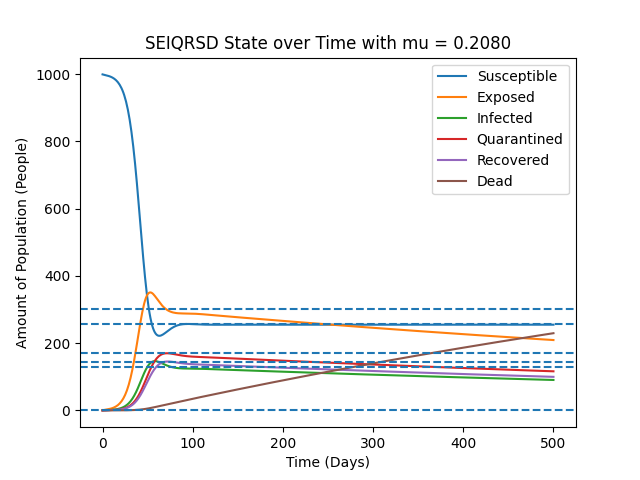 SEIQRSD State over Time with mu = 0.2080
Amount of Population (People)
1000
800
600
400
200
0
Susceptible
Exposed
Infected
Quarantined
Recovered
Dead
0 100 200 300 400 500
Time (Days)